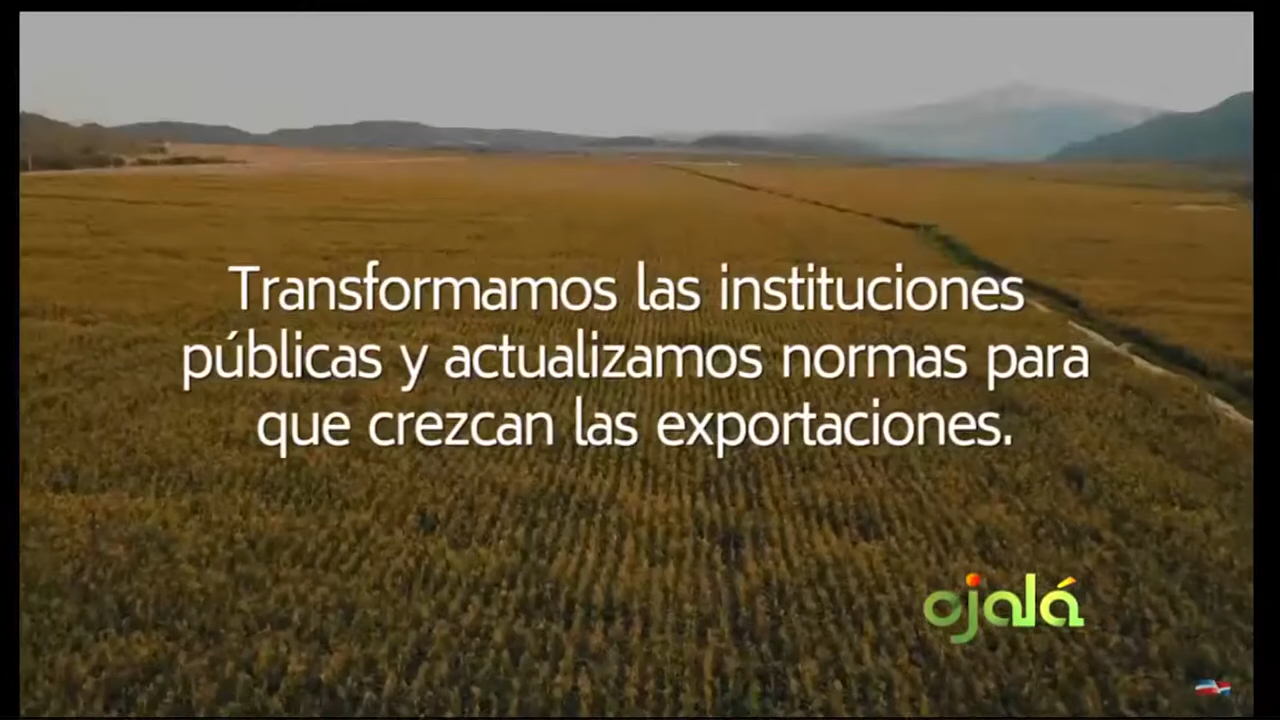 Transformamos las instituciones
públicas y actualizamos normas para
que crezcan las exportaciones.
ojalá